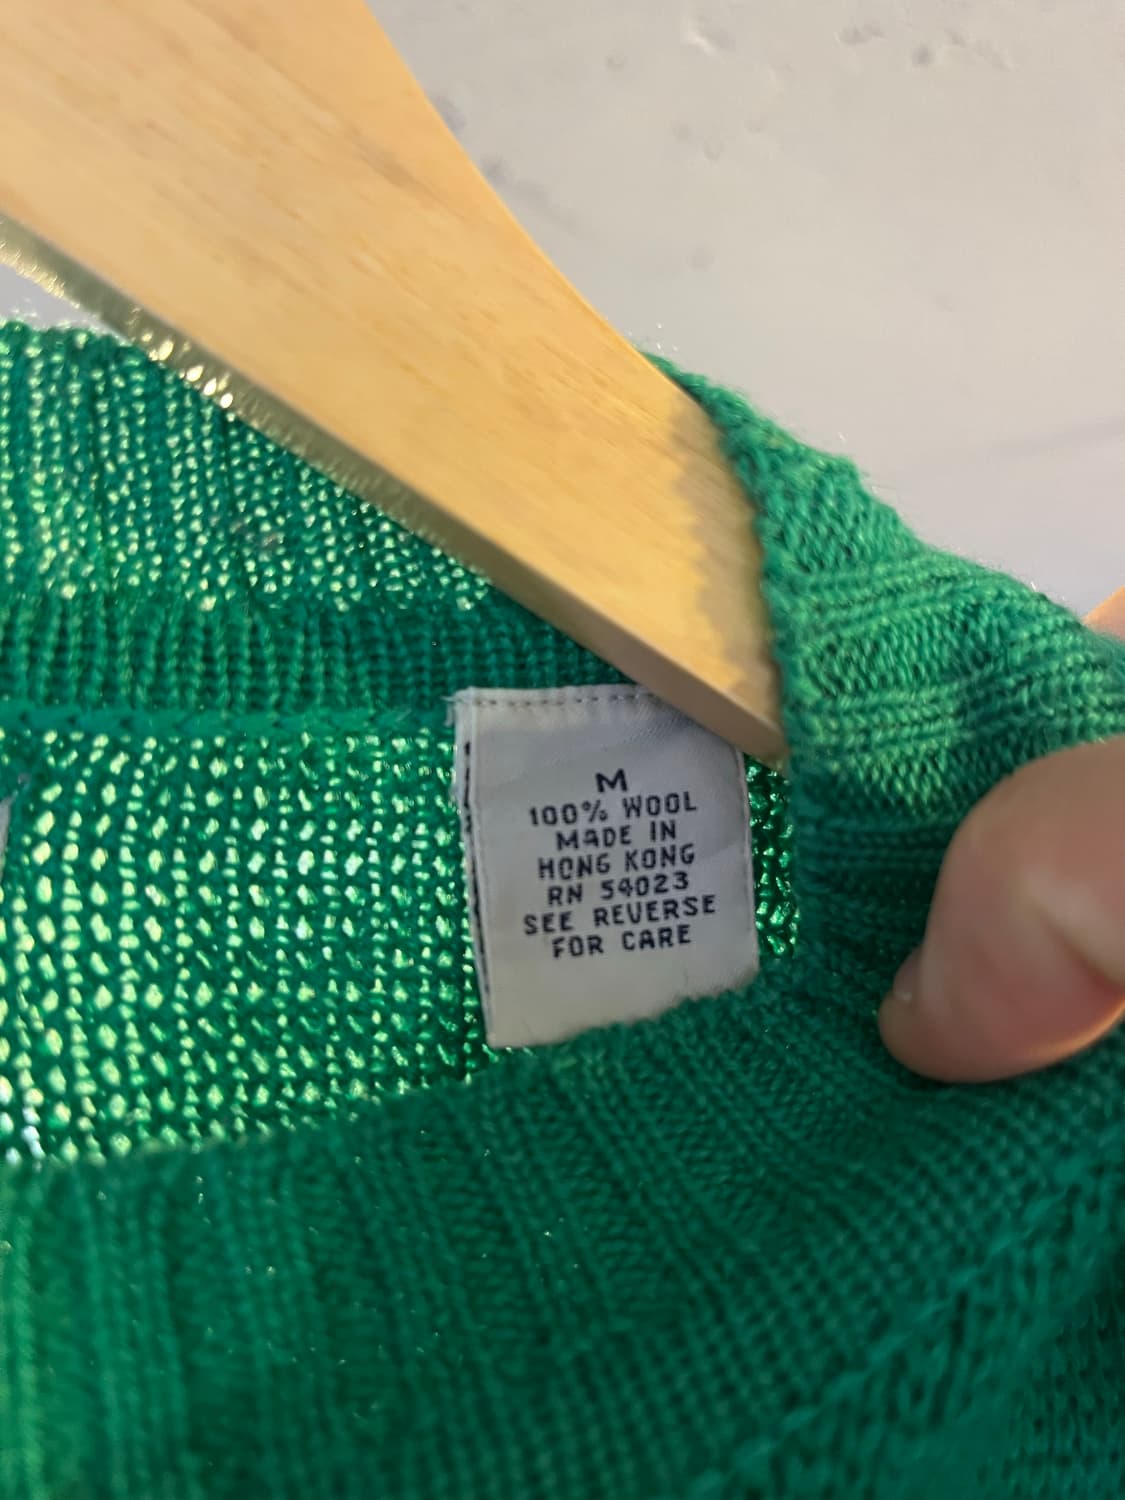 M
100% WOOL
MADE IN
HONG KONG
RN 54023
SEE REVERSE
FOR CARE